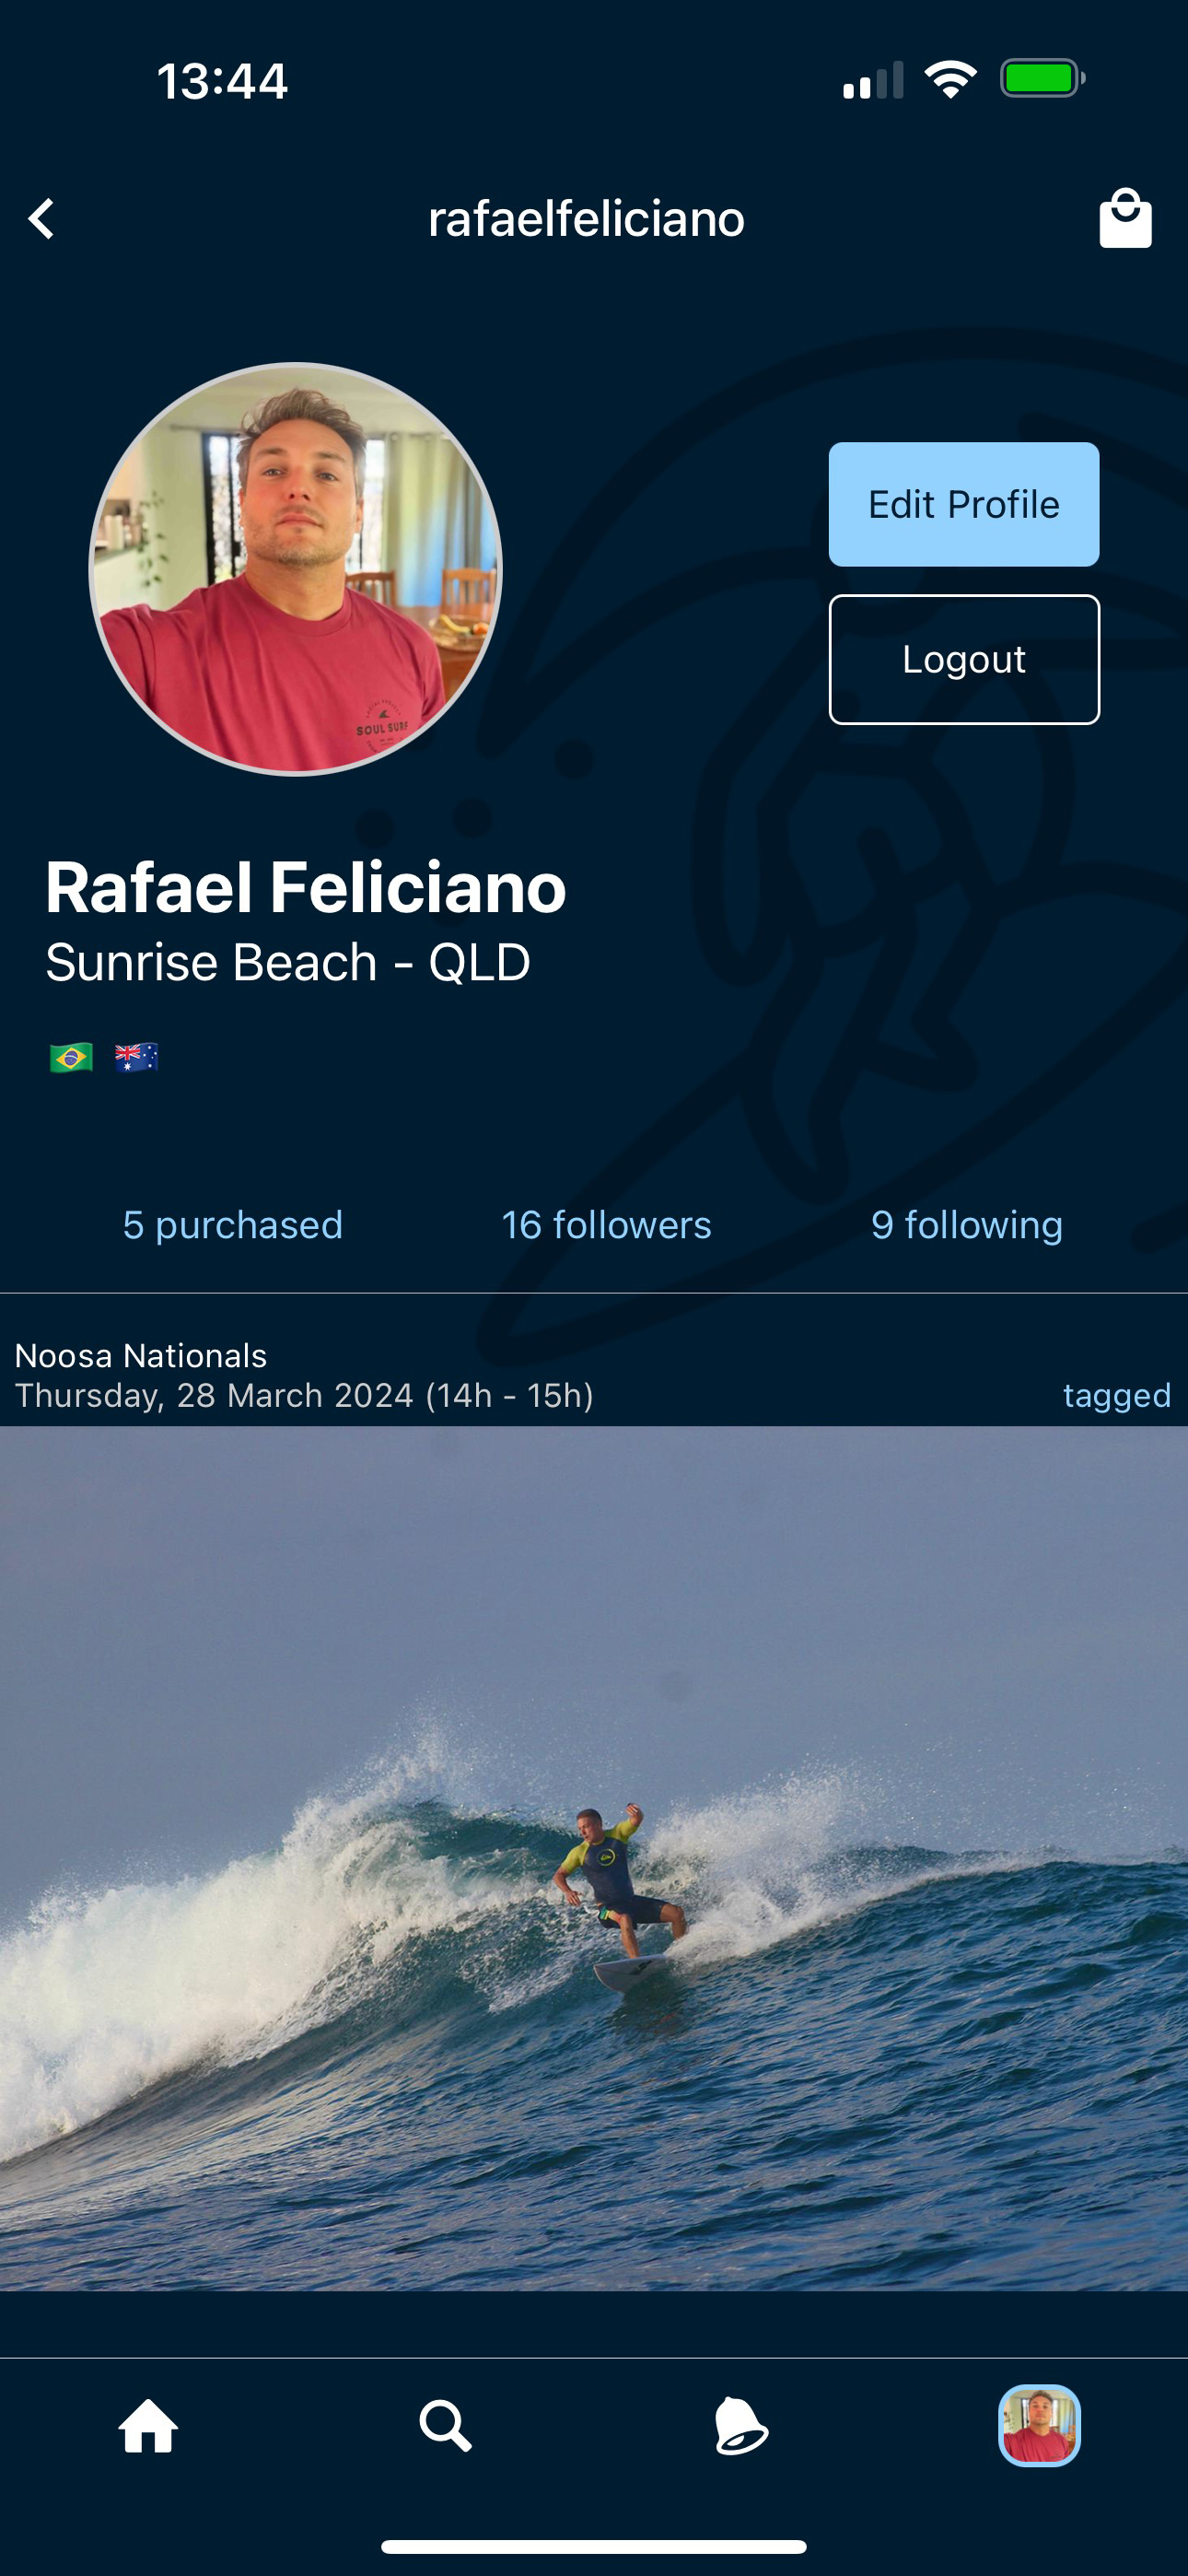 13:44
rafaelfeliciano
Edit Profile
Logout
SOUL SURF
Rafael Feliciano
Sunrise Beach - QLD
5 purchased
16 followers
9 following
Noosa Nationals
Thursday, 28 March 2024 (14h - 15h)
tagged